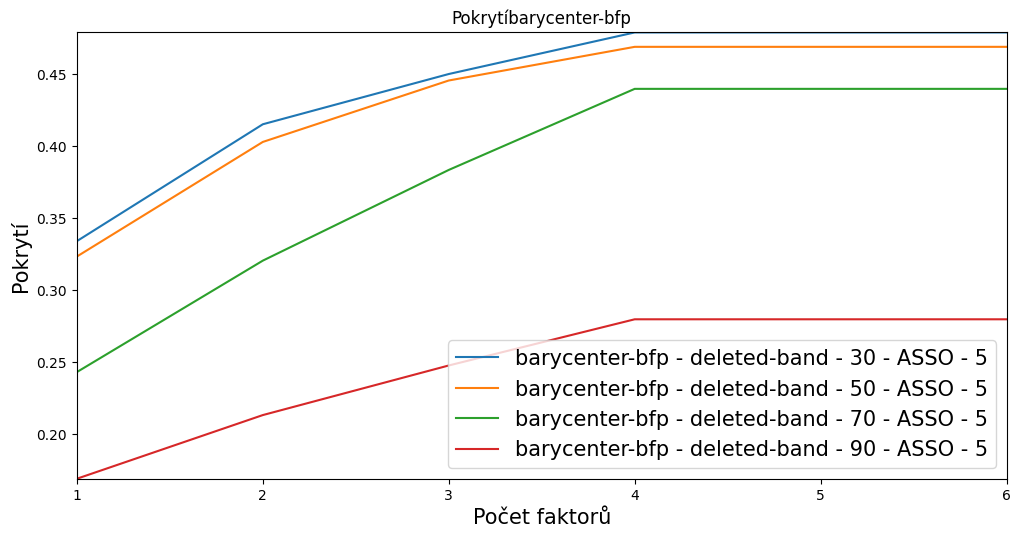 Pokrytíbarycenter-bfp
Pokrytí
0.45
0.40
0.35
0.30
0.25
0.20
barycenter-bfp - deleted-band - 30 - ASSO - 5
barycenter-bfp - deleted-band - 50 - ASSO - 5
barycenter-bfp - deleted-band - 70 - ASSO - 5
barycenter-bfp - deleted-band - 90 - ASSO - 5
1 2 3 4 5 6
Počet faktorů